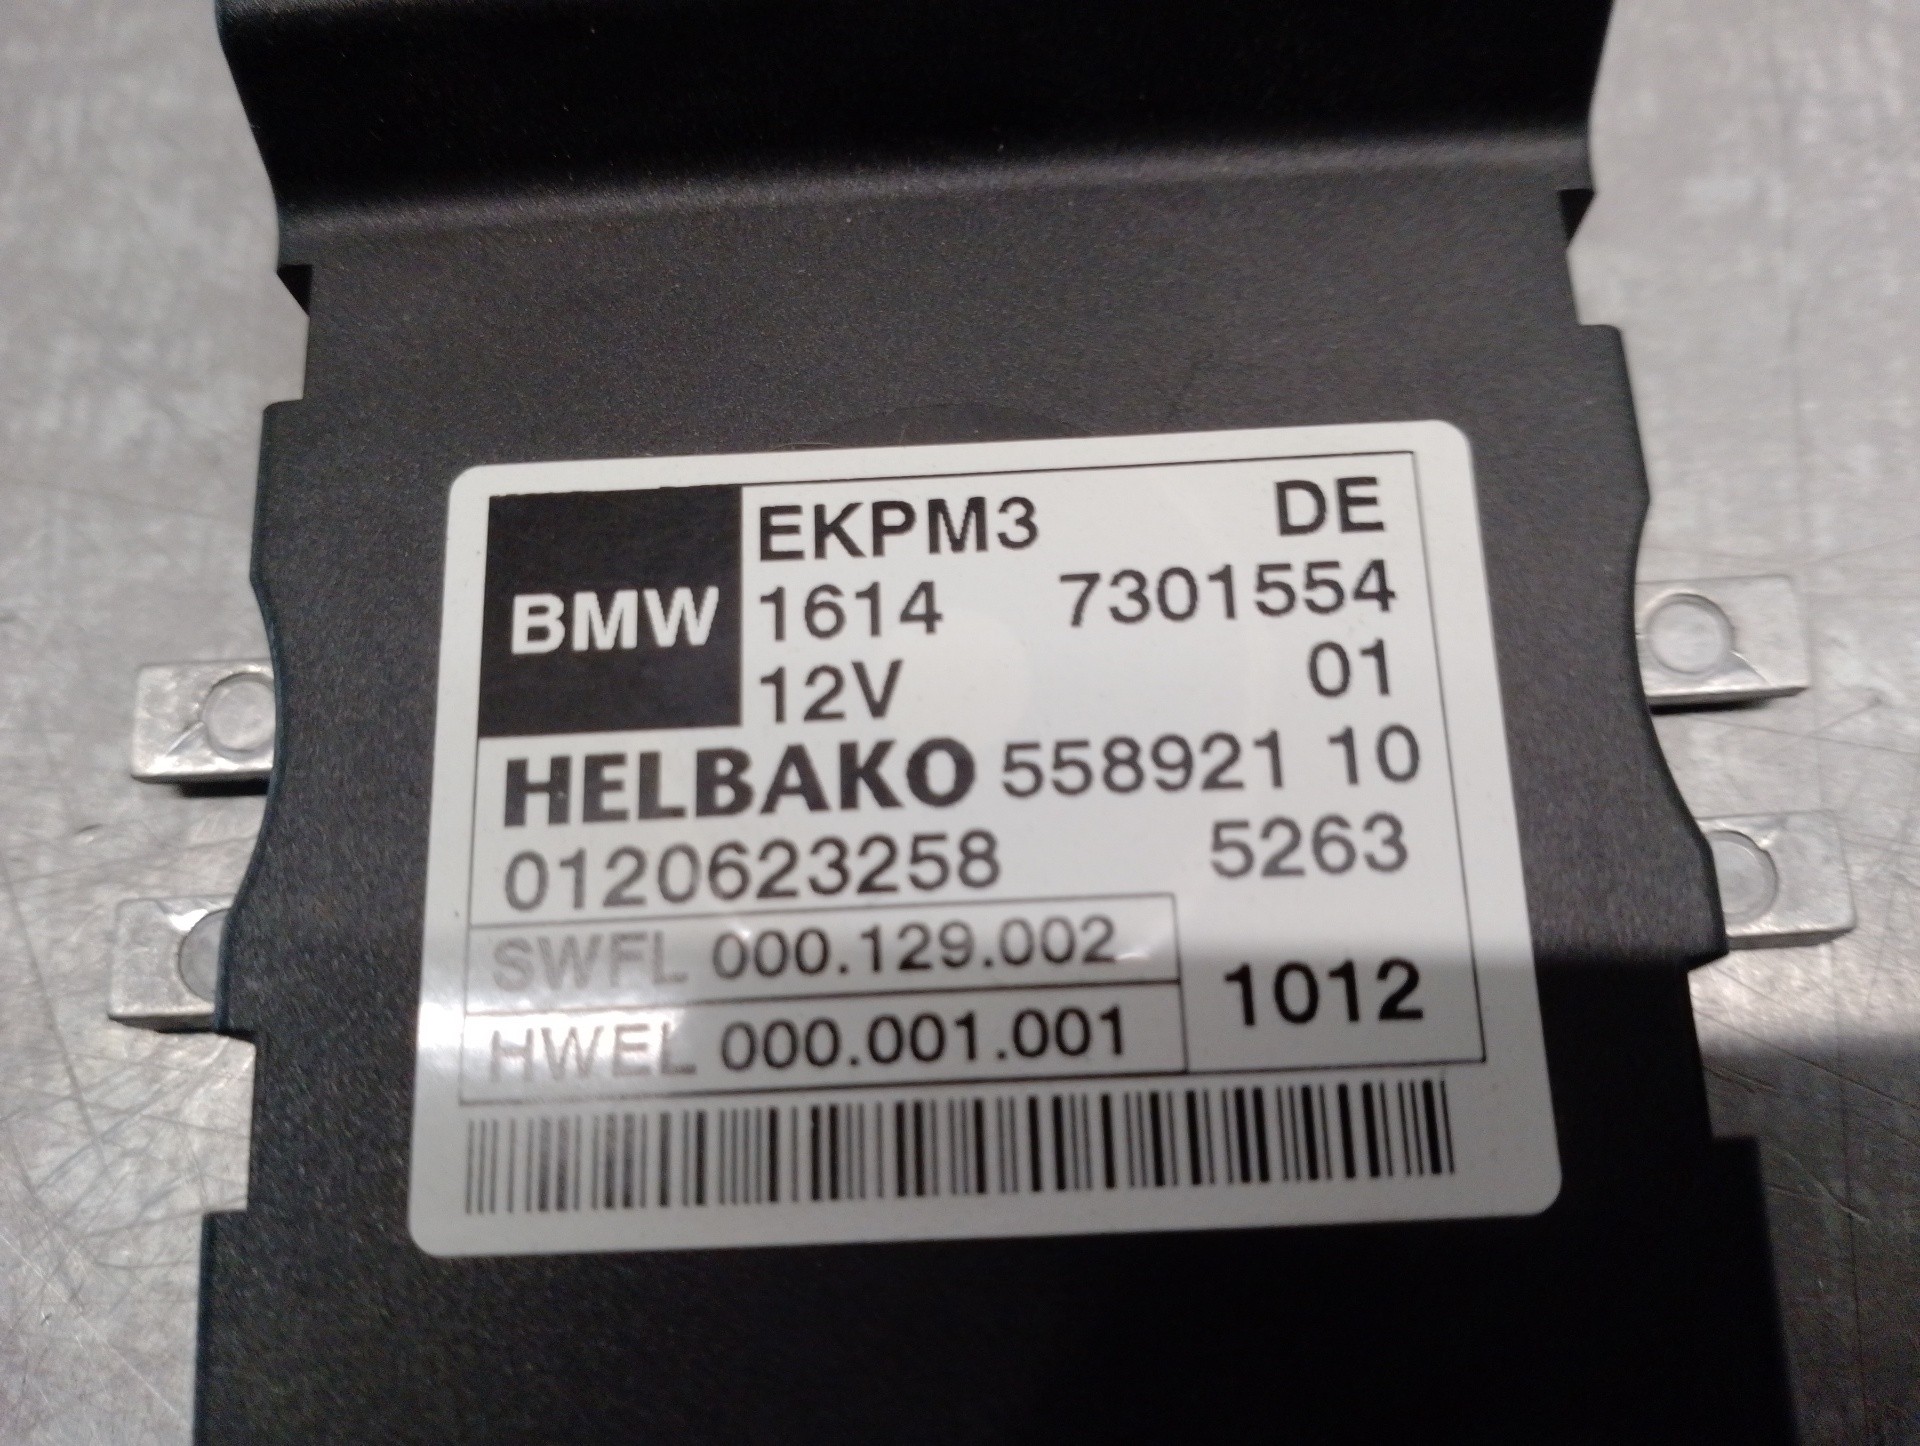 EKPM3 DE
BMW 1614 7301554
12V 01
HELBAKO 558921 10
0120623258 5263
SWFL 000.129.002
HWEL 000.001.001 1012